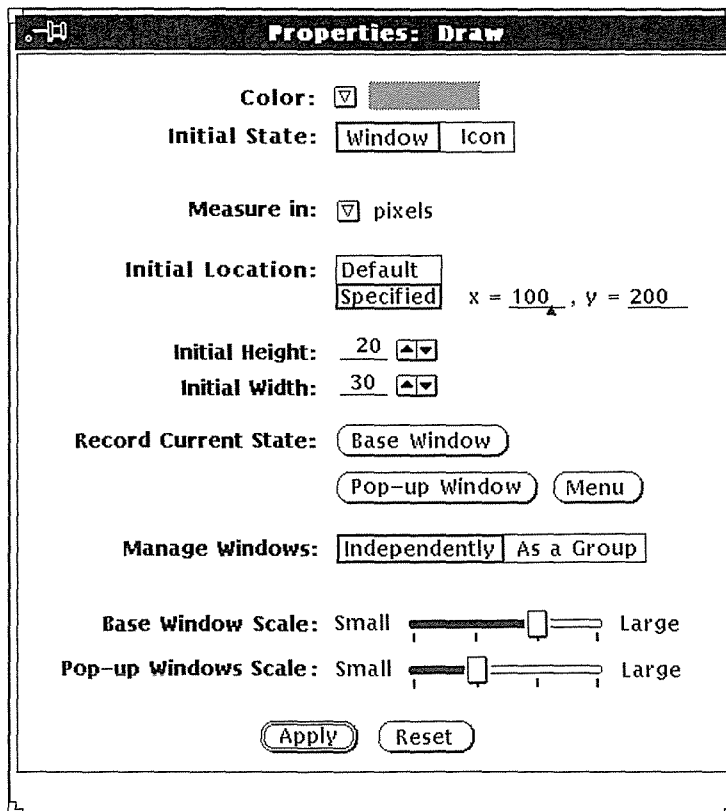 Properties: Draw
Color:
Initial State: Window Icon
Measure in: pixels
Initial Location: Default
Specified x = 100 , y = 200
Initial Height: 20
Initial Width: 30
Record Current State: Base Window
Pop-up Window Menu
Manage Windows: Independently As a Group
Base Window Scale: Small Large
Pop-up Windows Scale: Small Large
Apply Reset